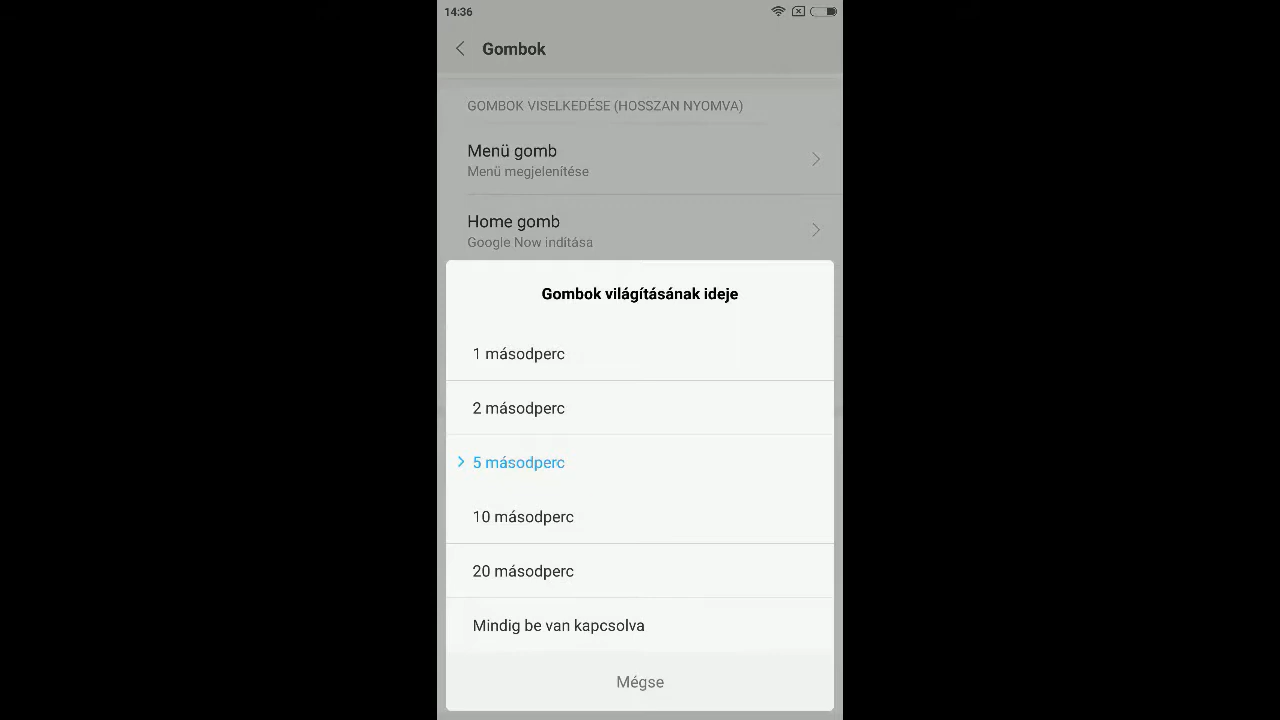 14:36
Gombok
GOMBOK VISELKEDÉSE (HOSSZAN NYOMVA)
Menü gomb
Menü megjelenítése
Home gomb
Google Now indítása
Gombok világításának ideje
1 másodperc
2 másodperc
5 másodperc
10 másodperc
20 másodperc
Mindig be van kapcsolva
Mégse